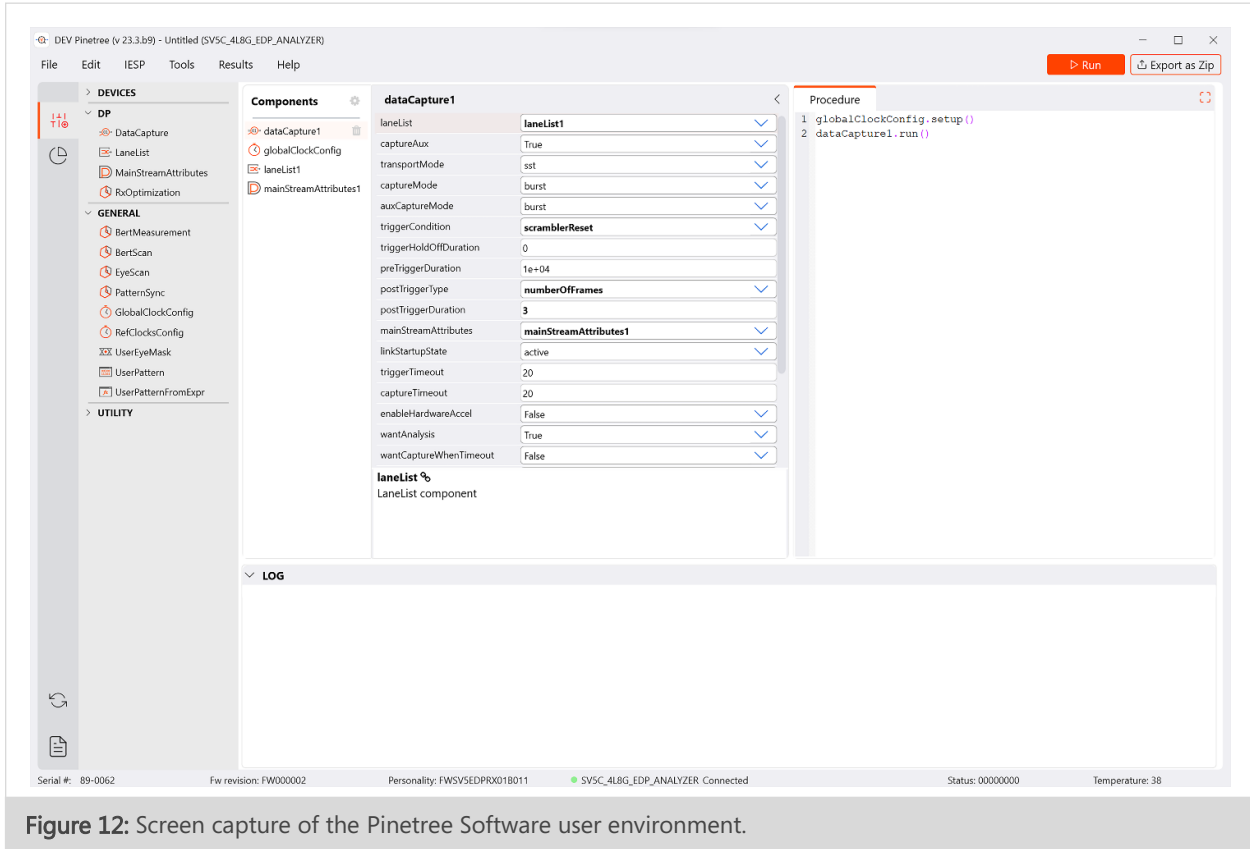 DEV Pinetree (v 23.3.b9) - Untitled (SV5C_4L8G_EDP_ANALYZER)
File Edit IESP Tools Results Help
Run
Export as Zip
DEVICES
DP
DataCapture
LaneList
MainStreamAttributes
RxOptimization
GENERAL
BertMeasurement
BertScan
EyeScan
PatternSync
GlobalClockConfig
RefClocksConfig
UserEyeMask
UserPattern
UserPatternFromExpr
UTILITY
Components
dataCapture1
globalClockConfig
laneList1
mainStreamAttributes1
dataCapture1
laneList laneList1
captureAux True
transportMode sst
captureMode burst
auxCaptureMode burst
triggerCondition scramblerReset
triggerHoldOffDuration 0
preTriggerDuration 1e+04
postTriggerType numberOfFrames
postTriggerDuration 3
mainStreamAttributes mainStreamAttributes1
linkStartupState active
triggerTimeout 20
captureTimeout 20
enableHardwareAccel False
wantAnalysis True
wantCaptureWhenTimeout False
laneList
LaneList component
Procedure
1 globalClockConfig.setup()
2 dataCapture1.run()
LOG
Serial #: 89-0062 Fw revision: FW000002 Personality: FWSV5EDPRX01B011 SV5C_4L8G_EDP_ANALYZER Connected Status: 00000000 Temperature: 38
Figure 12: Screen capture of the Pinetree Software user environment.